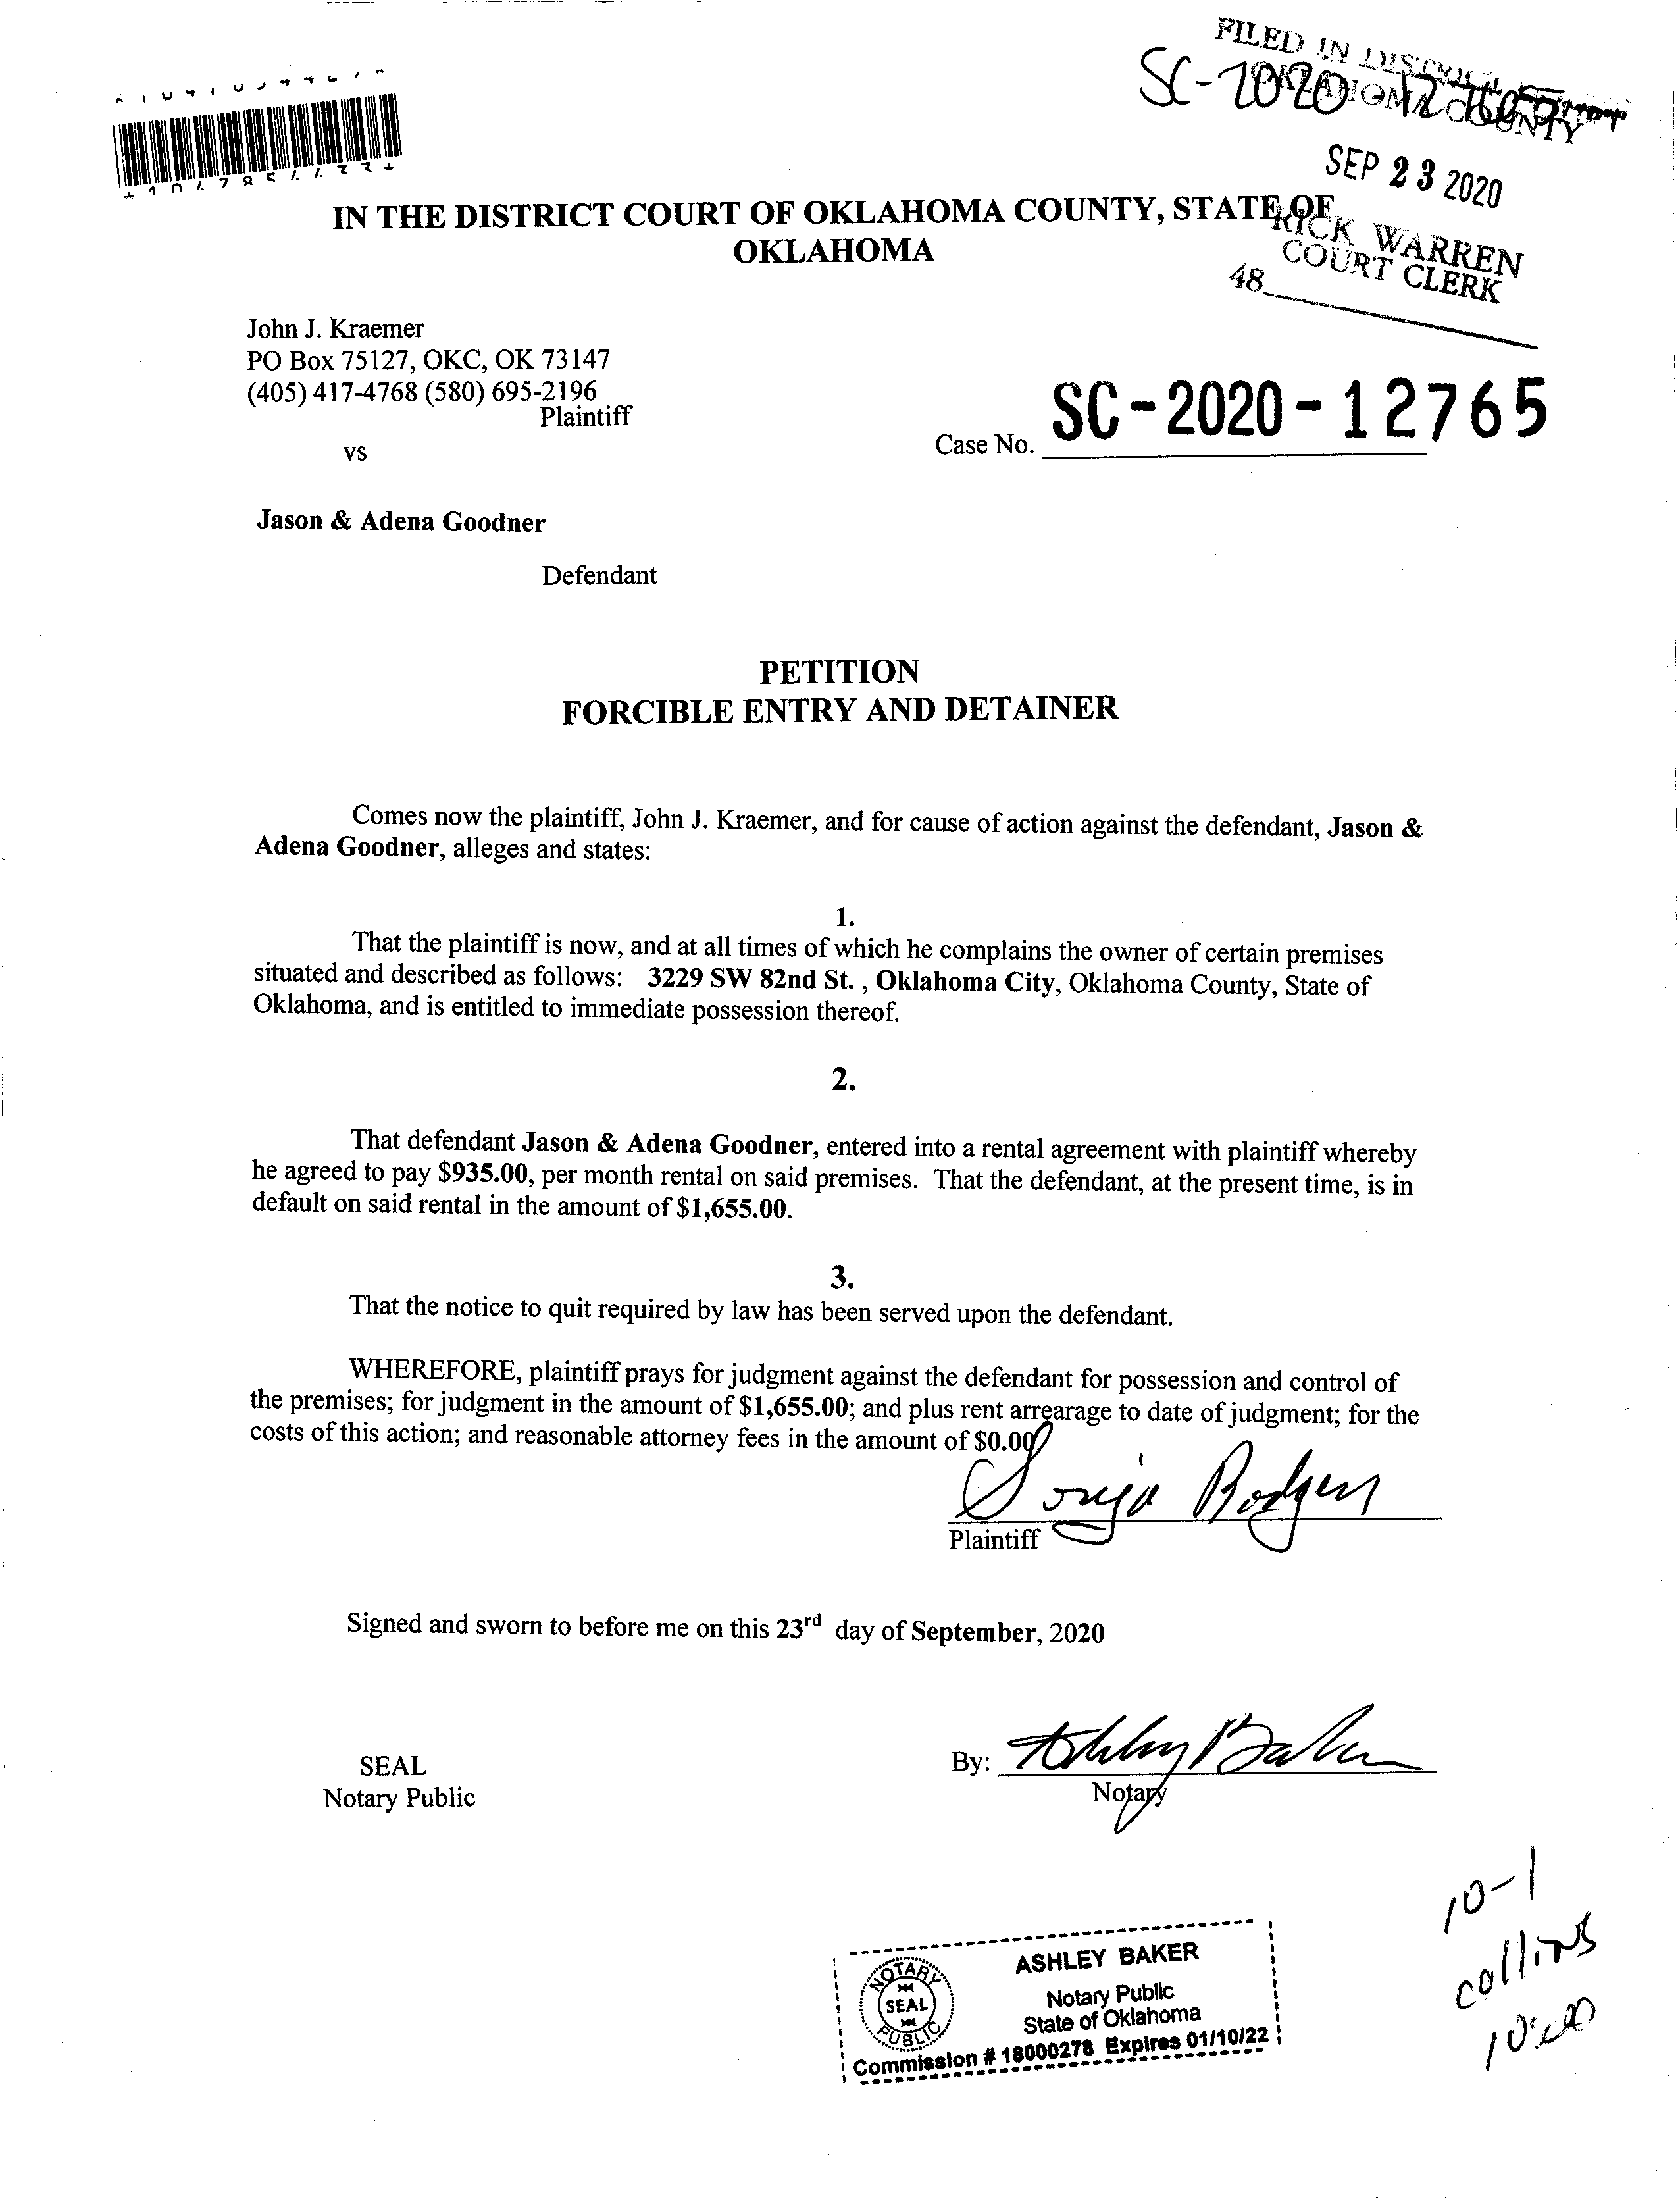 FILED IN DISTRICT COURT
OKLAHOMA COUNTY
SC-2020-12765
SEP 23 2020
RICK WARREN
COURT CLERK
48
IN THE DISTRICT COURT OF OKLAHOMA COUNTY, STATE OF
OKLAHOMA
John J. Kraemer
PO Box 75127, OKC, OK 73147
(405) 417-4768 (580) 695-2196
Plaintiff
vs
Case No. SC-2020-12765
Jason & Adena Goodner
Defendant
PETITION
FORCIBLE ENTRY AND DETAINER
Comes now the plaintiff, John J. Kraemer, and for cause of action against the defendant, Jason &
Adena Goodner, alleges and states:
1.
That the plaintiff is now, and at all times of which he complains the owner of certain premises
situated and described as follows: 3229 SW 82nd St. , Oklahoma City, Oklahoma County, State of
Oklahoma, and is entitled to immediate possession thereof.
2.
That defendant Jason & Adena Goodner, entered into a rental agreement with plaintiff whereby
he agreed to pay $935.00, per month rental on said premises. That the defendant, at the present time, is in
default on said rental in the amount of $1,655.00.
3.
That the notice to quit required by law has been served upon the defendant.
WHEREFORE, plaintiff prays for judgment against the defendant for possession and control of
the premises; for judgment in the amount of $1,655.00; and plus rent arrearage to date of judgment; for the
costs of this action; and reasonable attorney fees in the amount of $0.00
Sonja Rodgers
Plaintiff
Signed and sworn to before me on this 23rd day of September, 2020
SEAL
Notary Public
By: Ashley Baker
Notary
10-1
collins
10:00
NOTARY
SEAL
PUBLIC
ASHLEY BAKER
Notary Public
State of Oklahoma
Commission # 18000278 Expires 01/10/22